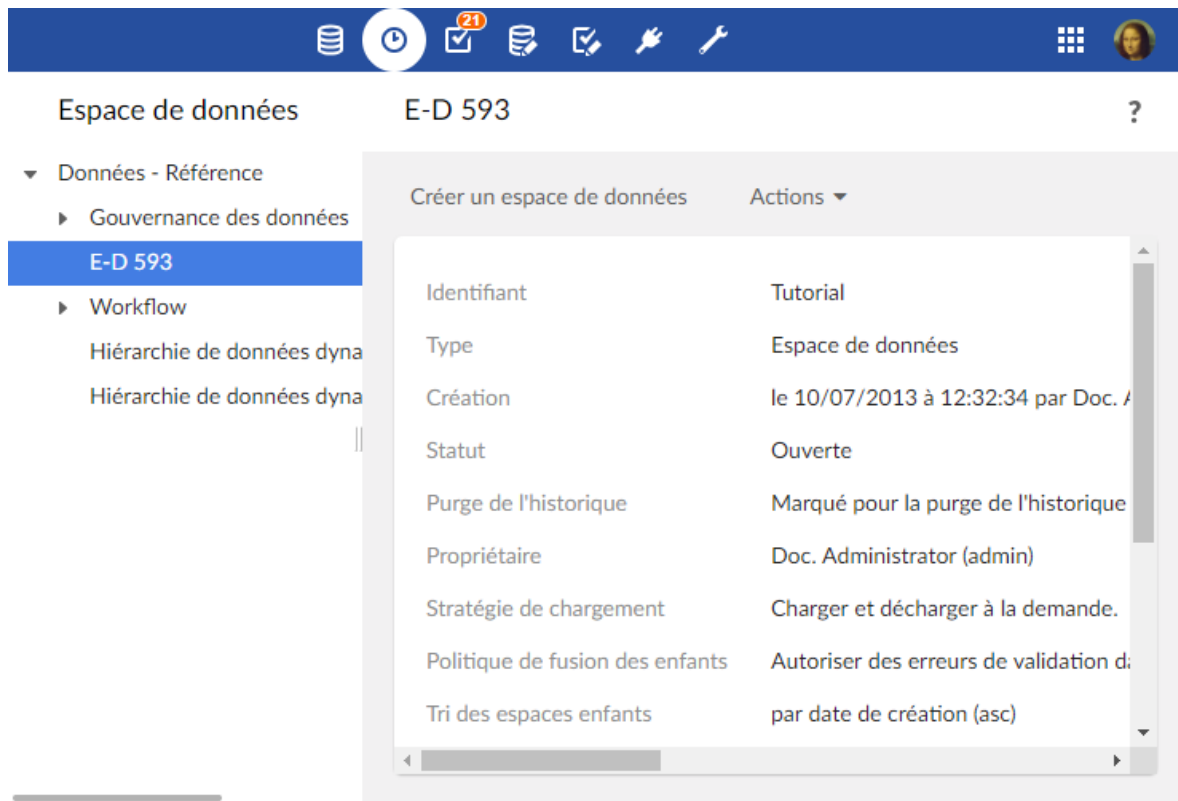 21
Espace de données
E-D 593
?
Données - Référence
Gouvernance des données
E-D 593
Workflow
Hiérarchie de données dyna
Hiérarchie de données dyna
Créer un espace de données Actions
Identifiant Tutorial
Type Espace de données
Création le 10/07/2013 à 12:32:34 par Doc.
Statut Ouverte
Purge de l'historique Marqué pour la purge de l'historique
Propriétaire Doc. Administrator (admin)
Stratégie de chargement Charger et décharger à la demande.
Politique de fusion des enfants Autoriser des erreurs de validation
Tri des espaces enfants par date de création (asc)